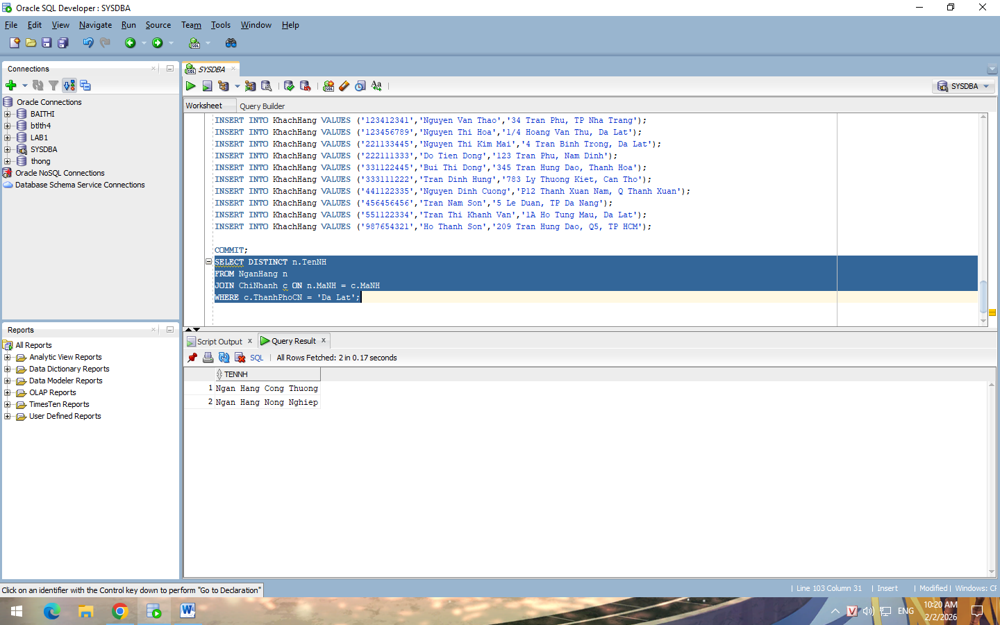 Oracle SQL Developer : SYSDBA
File Edit View Navigate Run Source Team Tools Window Help
Connections
Oracle Connections
BAITHI
btlth4
LAB1
SYSDBA
thong
Oracle NoSQL Connections
Database Schema Service Connections
SYSDBA
SYSDBA
Worksheet Query Builder
INSERT INTO KhachHang VALUES ('123412341','Nguyen Van Thao','34 Tran Phu, TP Nha Trang');
INSERT INTO KhachHang VALUES ('123456789','Nguyen Thi Hoa','1/4 Hoang Van Thu, Da Lat');
INSERT INTO KhachHang VALUES ('221133445','Nguyen Thi Kim Mai','4 Tran Binh Trong, Da Lat');
INSERT INTO KhachHang VALUES ('222111333','Do Tien Dong','123 Tran Phu, Nam Dinh');
INSERT INTO KhachHang VALUES ('331122445','Bui Thi Dong','345 Tran Hung Dao, Thanh Hoa');
INSERT INTO KhachHang VALUES ('333111222','Tran Dinh Hung','783 Ly Thuong Kiet, Can Tho');
INSERT INTO KhachHang VALUES ('441122335','Nguyen Dinh Cuong','P12 Thanh Xuan Nam, Q Thanh Xuan');
INSERT INTO KhachHang VALUES ('456456456','Tran Nam Son','5 Le Duan, TP Da Nang');
INSERT INTO KhachHang VALUES ('551122334','Tran Thi Khanh Van','1A Ho Tung Mau, Da Lat');
INSERT INTO KhachHang VALUES ('987654321','Ho Thanh Son','209 Tran Hung Dao, Q5, TP HCM');
COMMIT;
SELECT DISTINCT n.TenNH
FROM NganHang n
JOIN ChiNhanh c ON n.MaNH = c.MaNH
WHERE c.ThanhPhoCN = 'Da Lat';
Reports
All Reports
Analytic View Reports
Data Dictionary Reports
Data Modeler Reports
OLAP Reports
TimesTen Reports
User Defined Reports
Script Output x Query Result x
SQL | All Rows Fetched: 2 in 0.17 seconds
TENNH
1 Ngan Hang Cong Thuong
2 Ngan Hang Nong Nghiep
Click on an identifier with the Control key down to perform "Go to Declaration"
| Line 103 Column 31 | Insert | Modified | Windows: CF
ENG
10:20 AM
2/2/2026